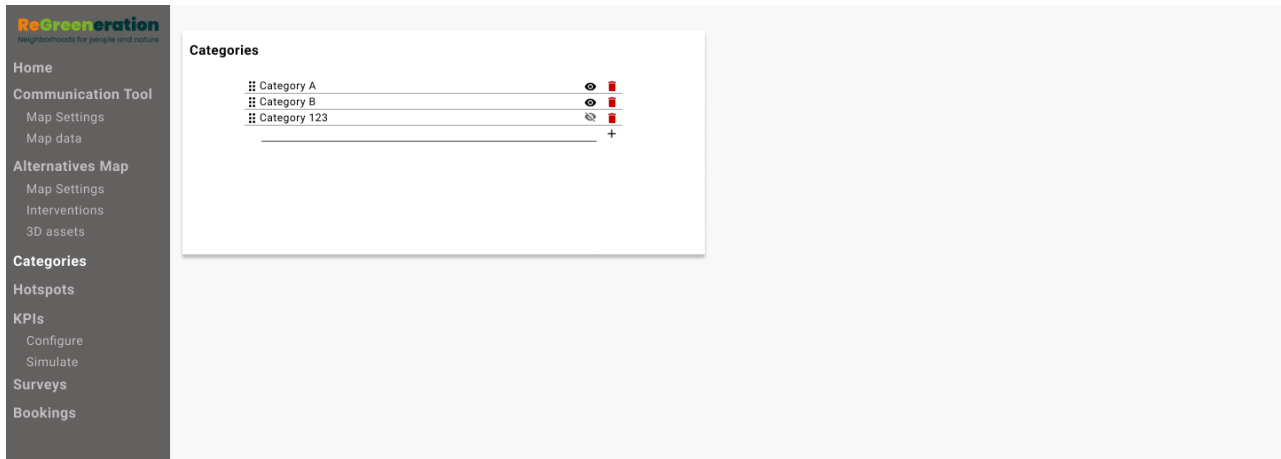 ReGreeneration
Neighborhoods for people and nature
Home
Communication Tool
Map Settings
Map data
Alternatives Map
Map Settings
Interventions
3D assets
Categories
Hotspots
KPIs
Configure
Simulate
Surveys
Bookings
Categories
Category A
Category B
Category 123